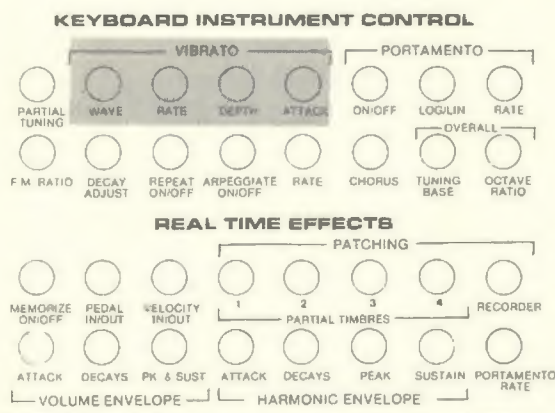 KEYBOARD INSTRUMENT CONTROL
VIBRATO PORTAMENTO
PARTIAL TUNING WAVE RATE DEPTH ATTACK ON/OFF LOG/LIN RATE
OVERALL
F.M. RATIO DECAY ADJUST REPEAT ON/OFF ARPEGGIATE ON/OFF RATE CHORUS TUNING BASE OCTAVE RATIO
REAL TIME EFFECTS
PATCHING
MEMORIZE ON/OFF PEDAL IN/OUT VELOCITY IN/OUT 1 2 3 4 RECORDER
PARTIAL TIMBRES
ATTACK DECAYS PK & SUST ATTACK DECAYS PEAK SUSTAIN PORTAMENTO RATE
VOLUME ENVELOPE HARMONIC ENVELOPE